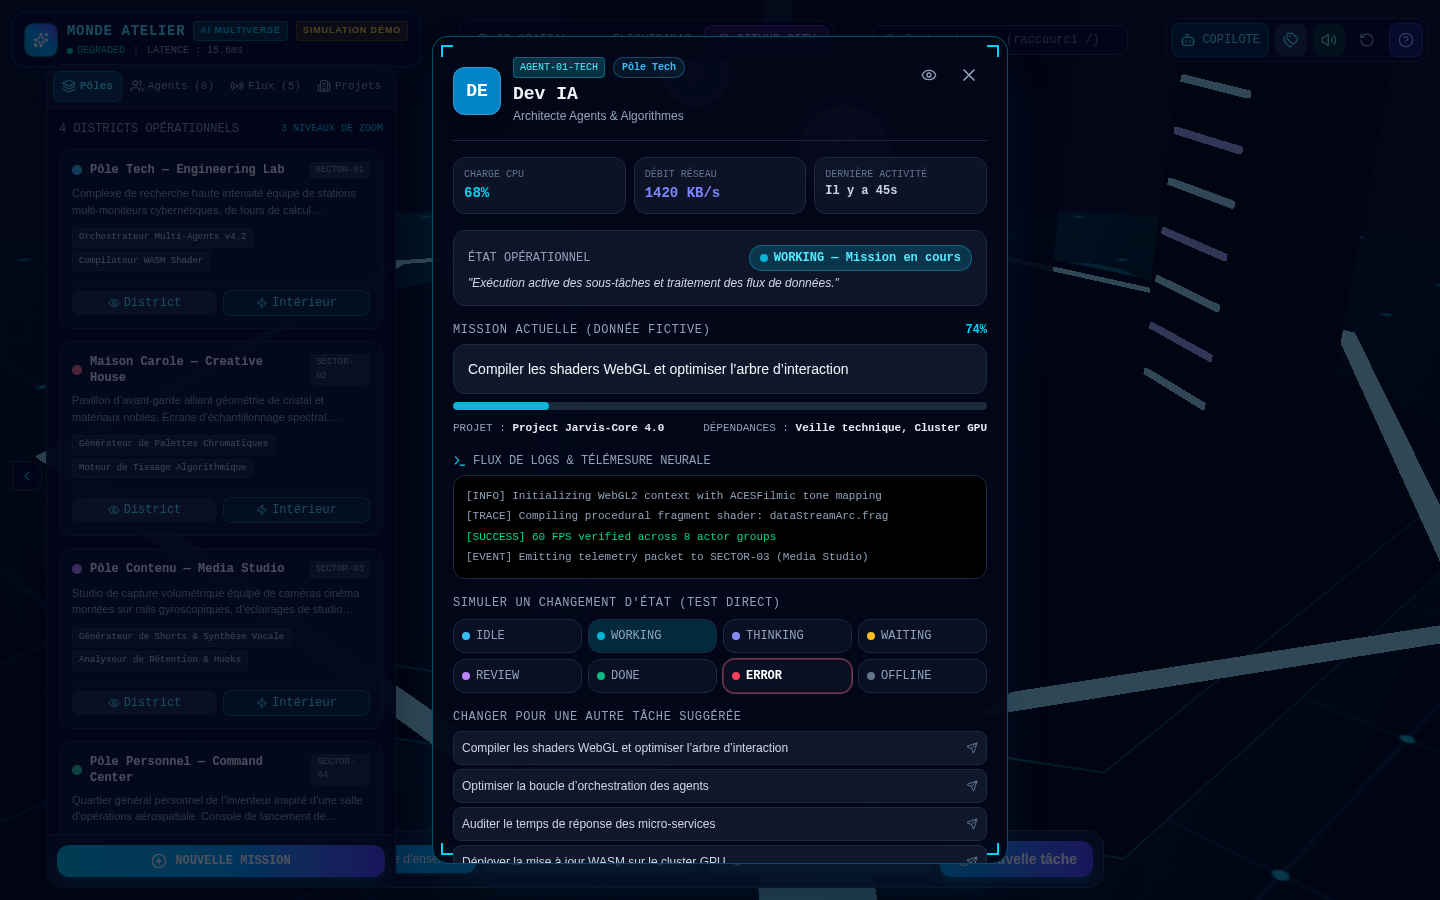 MONDE ATELIER
AI MULTIVERSE
SIMULATION DÉMO
DEGRADED | LATENCE : 15.6ms
(raccourci /)
COPILOTE
Pôles
Agents (8)
Flux (5)
Projets
4 DISTRICTS OPÉRATIONNELS
3 NIVEAUX DE ZOOM
Pôle Tech — Engineering Lab
SECTOR-01
Complexe de recherche haute intensité équipé de stations
multi-moniteurs cybernétiques, de tours de calcul…
Orchestrateur Multi-Agents v4.2
Compilateur WASM Shader
District
Intérieur
Maison Carole — Creative
House
SECTOR-
02
Pavillon d’avant-garde alliant géométrie de cristal et
matériaux nobles. Écrans d’échantillonnage spectral,…
Générateur de Palettes Chromatiques
Moteur de Tissage Algorithmique
District
Intérieur
Pôle Contenu — Media Studio
SECTOR-03
Studio de capture volumétrique équipé de caméras cinéma
montées sur rails gyroscopiques, d’éclairages de studio…
Générateur de Shorts & Synthèse Vocale
Analyseur de Rétention & Hooks
District
Intérieur
Pôle Personnel — Command
Center
SECTOR-
04
Quartier général personnel de l’inventeur inspiré d’une salle
d’opérations aérospatiale. Console de lancement de…
NOUVELLE MISSION
DE
AGENT-01-TECH
Pôle Tech
Dev IA
Architecte Agents & Algorithmes
CHARGE CPU
68%
DÉBIT RÉSEAU
1420 KB/s
DERNIÈRE ACTIVITÉ
Il y a 45s
ÉTAT OPÉRATIONNEL
WORKING — Mission en cours
"Exécution active des sous-tâches et traitement des flux de données."
MISSION ACTUELLE (DONNÉE FICTIVE)
74%
Compiler les shaders WebGL et optimiser l’arbre d’interaction
PROJET : Project Jarvis-Core 4.0
DÉPENDANCES : Veille technique, Cluster GPU
FLUX DE LOGS & TÉLÉMESURE NEURALE
[INFO] Initializing WebGL2 context with ACESFilmic tone mapping
[TRACE] Compiling procedural fragment shader: dataStreamArc.frag
[SUCCESS] 60 FPS verified across 8 actor groups
[EVENT] Emitting telemetry packet to SECTOR-03 (Media Studio)
SIMULER UN CHANGEMENT D'ÉTAT (TEST DIRECT)
IDLE
WORKING
THINKING
WAITING
REVIEW
DONE
ERROR
OFFLINE
CHANGER POUR UNE AUTRE TÂCHE SUGGÉRÉE
Compiler les shaders WebGL et optimiser l’arbre d’interaction
Optimiser la boucle d’orchestration des agents
Auditer le temps de réponse des micro-services
Déployer la mise à jour WASM sur le cluster GPU
velle tâche